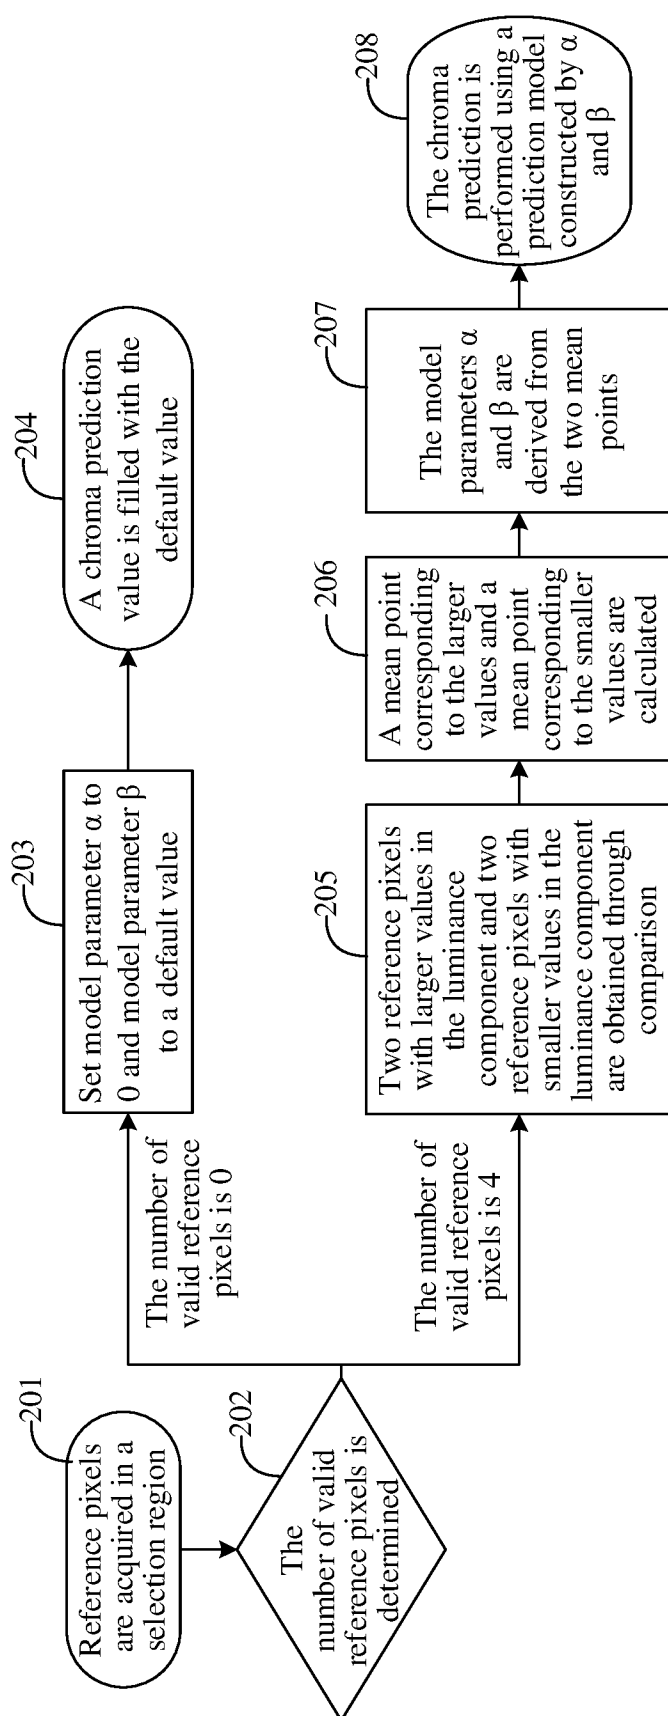 201
Reference pixels
are acquired in a
selection region
202
The
number of valid
reference pixels is
determined
The number of
valid reference
pixels is 0
203
Set model parameter α to
0 and model parameter β
to a default value
204
A chroma prediction
value is filled with the
default value
The number of
valid reference
pixels is 4
205
Two reference pixels
with larger values in
the luminance
component and two
reference pixels with
smaller values in the
luminance component
are obtained through
comparison
206
A mean point
corresponding
to the larger
values and a
mean point
corresponding
to the smaller
values are
calculated
207
The model
parameters α
and β are
derived from
the two mean
points
208
The chroma
prediction is
performed using a
prediction model
constructed by α
and β